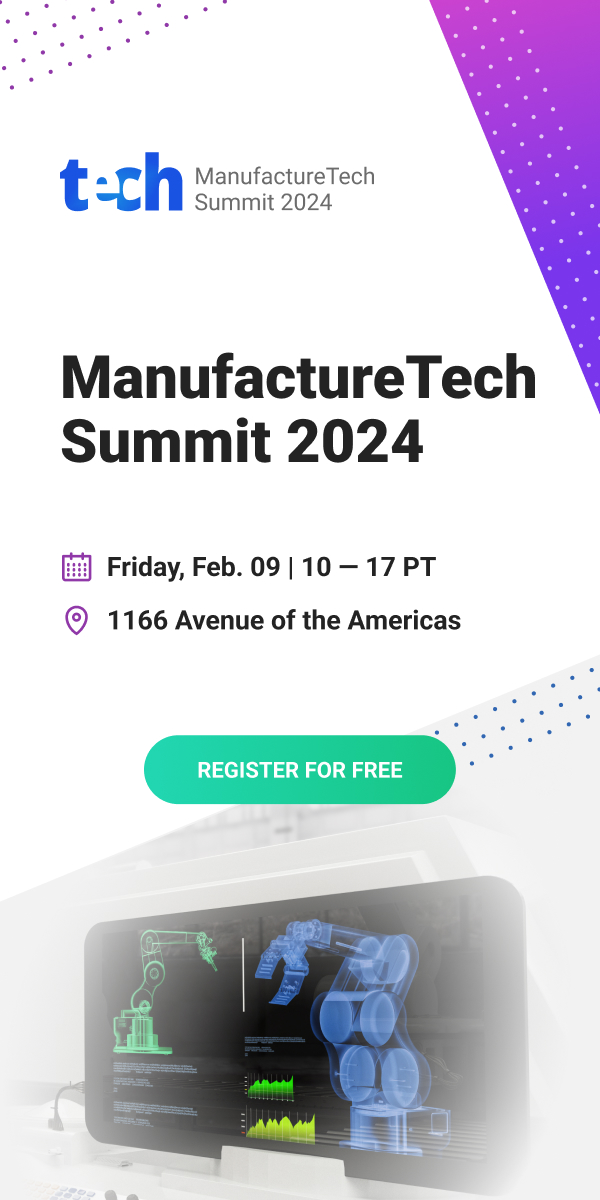 tech
ManufactureTech
Summit 2024
ManufactureTech
Summit 2024
Friday, Feb. 09 | 10 — 17 PT
1166 Avenue of the Americas
REGISTER FOR FREE